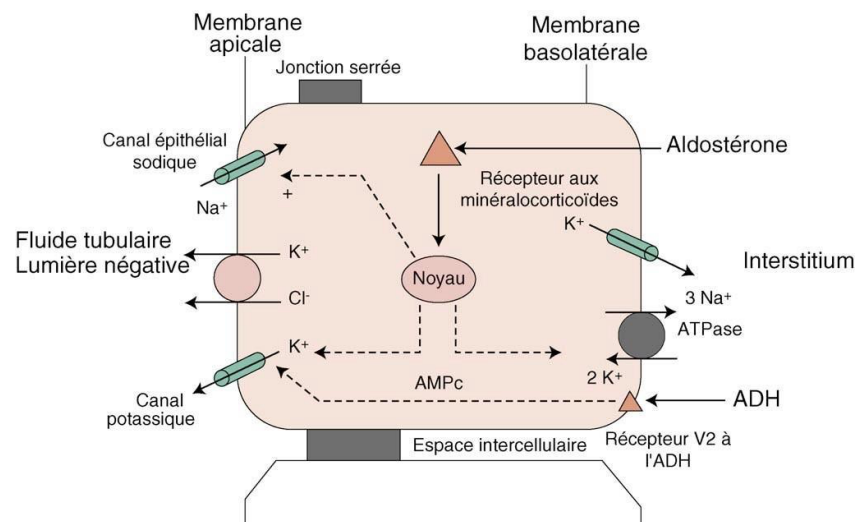 Membrane
apicale
Membrane
basolatérale
Jonction serrée
Canal épithélial
sodique
Aldostérone
Récepteur aux
minéralocorticoïdes
Na⁺
+
K⁺
Fluide tubulaire
Lumière négative
K⁺
Noyau
Interstitium
Cl⁻
3 Na⁺
ATPase
K⁺
2 K⁺
AMPc
Canal
potassique
ADH
Espace intercellulaire
Récepteur V2 à
l'ADH